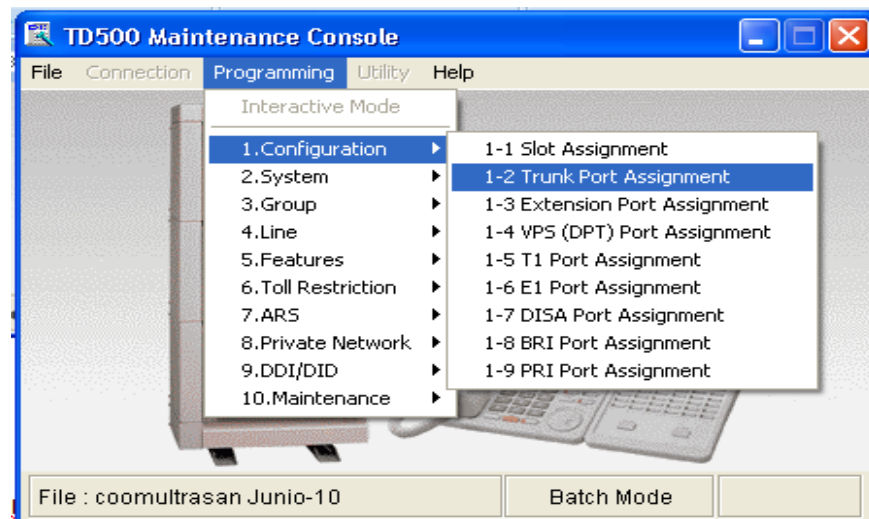 TD500 Maintenance Console
File Connection Programming Utility Help
Interactive Mode
1.Configuration
2.System
3.Group
4.Line
5.Features
6.Toll Restriction
7.ARS
8.Private Network
9.DDI/DID
10.Maintenance
1-1 Slot Assignment
1-2 Trunk Port Assignment
1-3 Extension Port Assignment
1-4 VPS (DPT) Port Assignment
1-5 T1 Port Assignment
1-6 E1 Port Assignment
1-7 DISA Port Assignment
1-8 BRI Port Assignment
1-9 PRI Port Assignment
File : coomultrasan Junio-10 Batch Mode